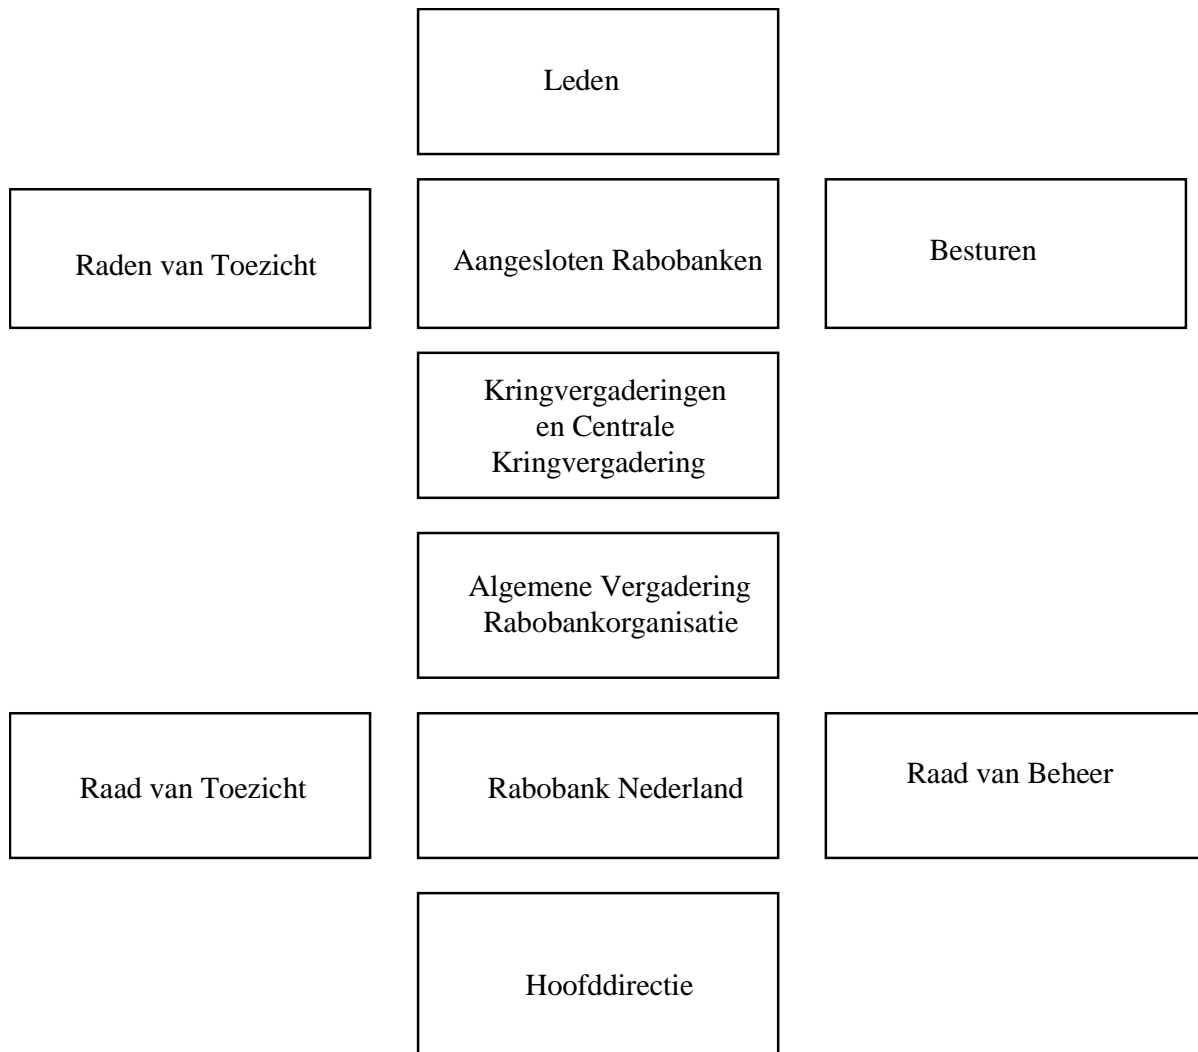 Leden
Raden van Toezicht
Aangesloten Rabobanken
Besturen
Kringvergaderingen
en Centrale
Kringvergadering
Algemene Vergadering
Rabobankorganisatie
Raad van Toezicht
Rabobank Nederland
Raad van Beheer
Hoofddirectie